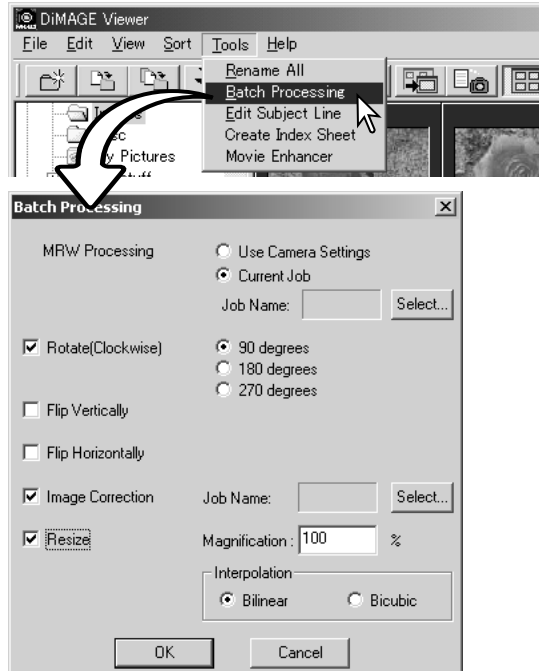 DiMAGE Viewer
File Edit View Sort Tools Help
Rename All
Batch Processing
Edit Subject Line
Create Index Sheet
Movie Enhancer
Pictures
Batch Processing
MRW Processing
Use Camera Settings
Current Job
Job Name: Select...
Rotate(Clockwise)
90 degrees
180 degrees
270 degrees
Flip Vertically
Flip Horizontally
Image Correction Job Name: Select...
Resize Magnification : 100 %
Interpolation
Bilinear Bicubic
OK Cancel